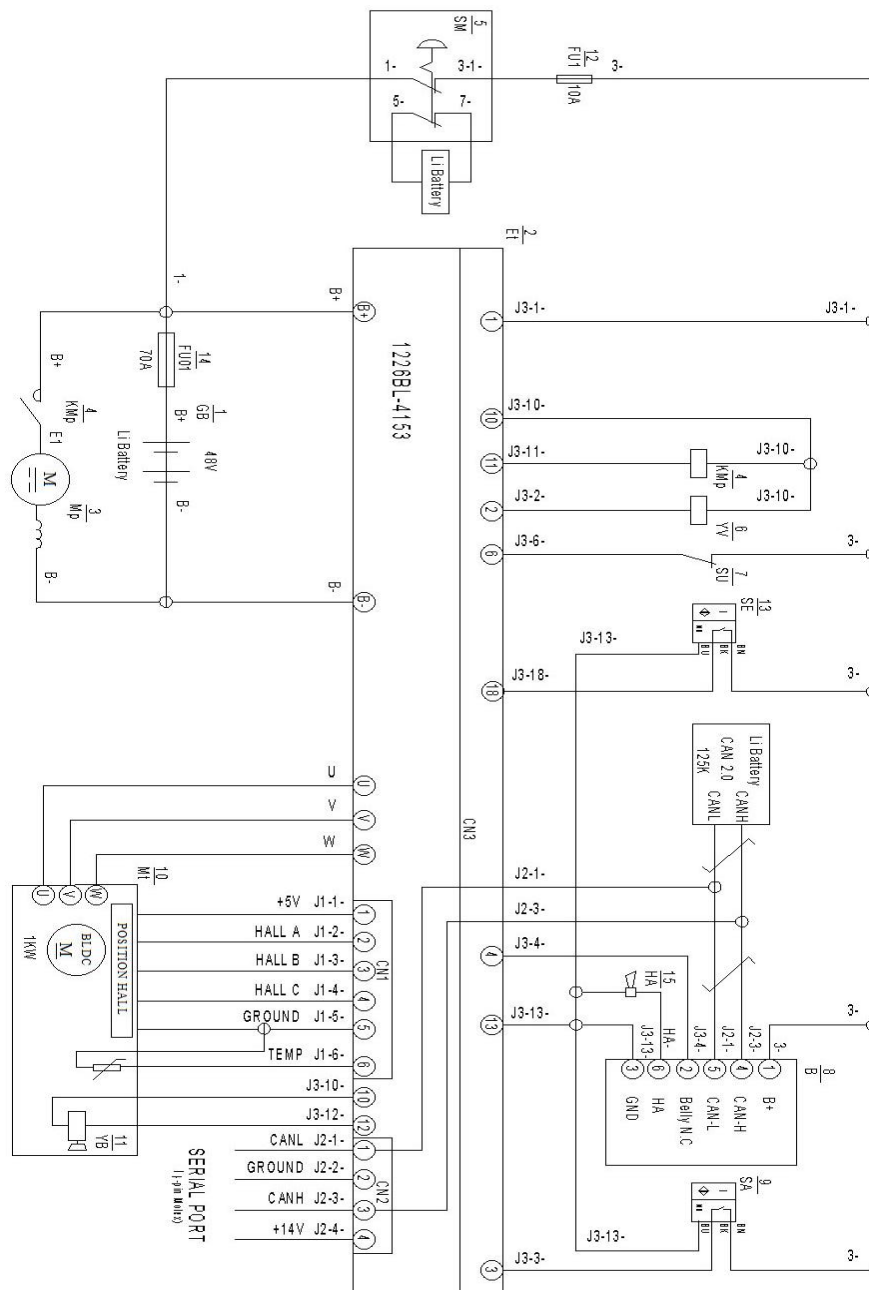 5
SM
1-
3-1-
5-
7-
Li Battery
12
FU1
10A
3-
2
Et
1-
B+
B+
1226BL-4153
CN3
14
FU01
70A
1
GB
B+
Li Battery
48V
B-
B+
4
KMp
E1
M
3
Mp
B-
B-
B-
1
J3-1-
J3-1-
10
J3-10-
11
J3-11-
J3-10-
4
KMp
2
J3-2-
J3-10-
6
YV
6
J3-6-
3-
7
SU
13
SE
BU
BK
BN
J3-13-
18
J3-18-
3-
Li Battery
CAN 2.0
125K
CANH
CANL
U
U
V
V
W
W
10
Mt
U
V
W
POSITION HALL
BLDC
M
1KW
+5V J1-1-
1
HALL A J1-2-
2
HALL B J1-3-
3
CN1
HALL C J1-4-
4
GROUND J1-5-
5
TEMP J1-6-
6
J3-10-
10
J3-12-
12
11
YB
CANL J2-1-
1
GROUND J2-2-
2
CN2
CANH J2-3-
3
+14V J2-4-
4
SERIAL PORT
J2-1-
J2-3-
4
J3-4-
15
HA
13
J3-13-
3-
J3-13-
HA-
J3-4-
J2-1-
J2-3-
3-
3
6
2
5
4
1
GND
HA
Belly N.C
CAN-L
CAN-H
B+
8
B
9
SA
BU
BK
BN
J3-13-
3
J3-3-
3-